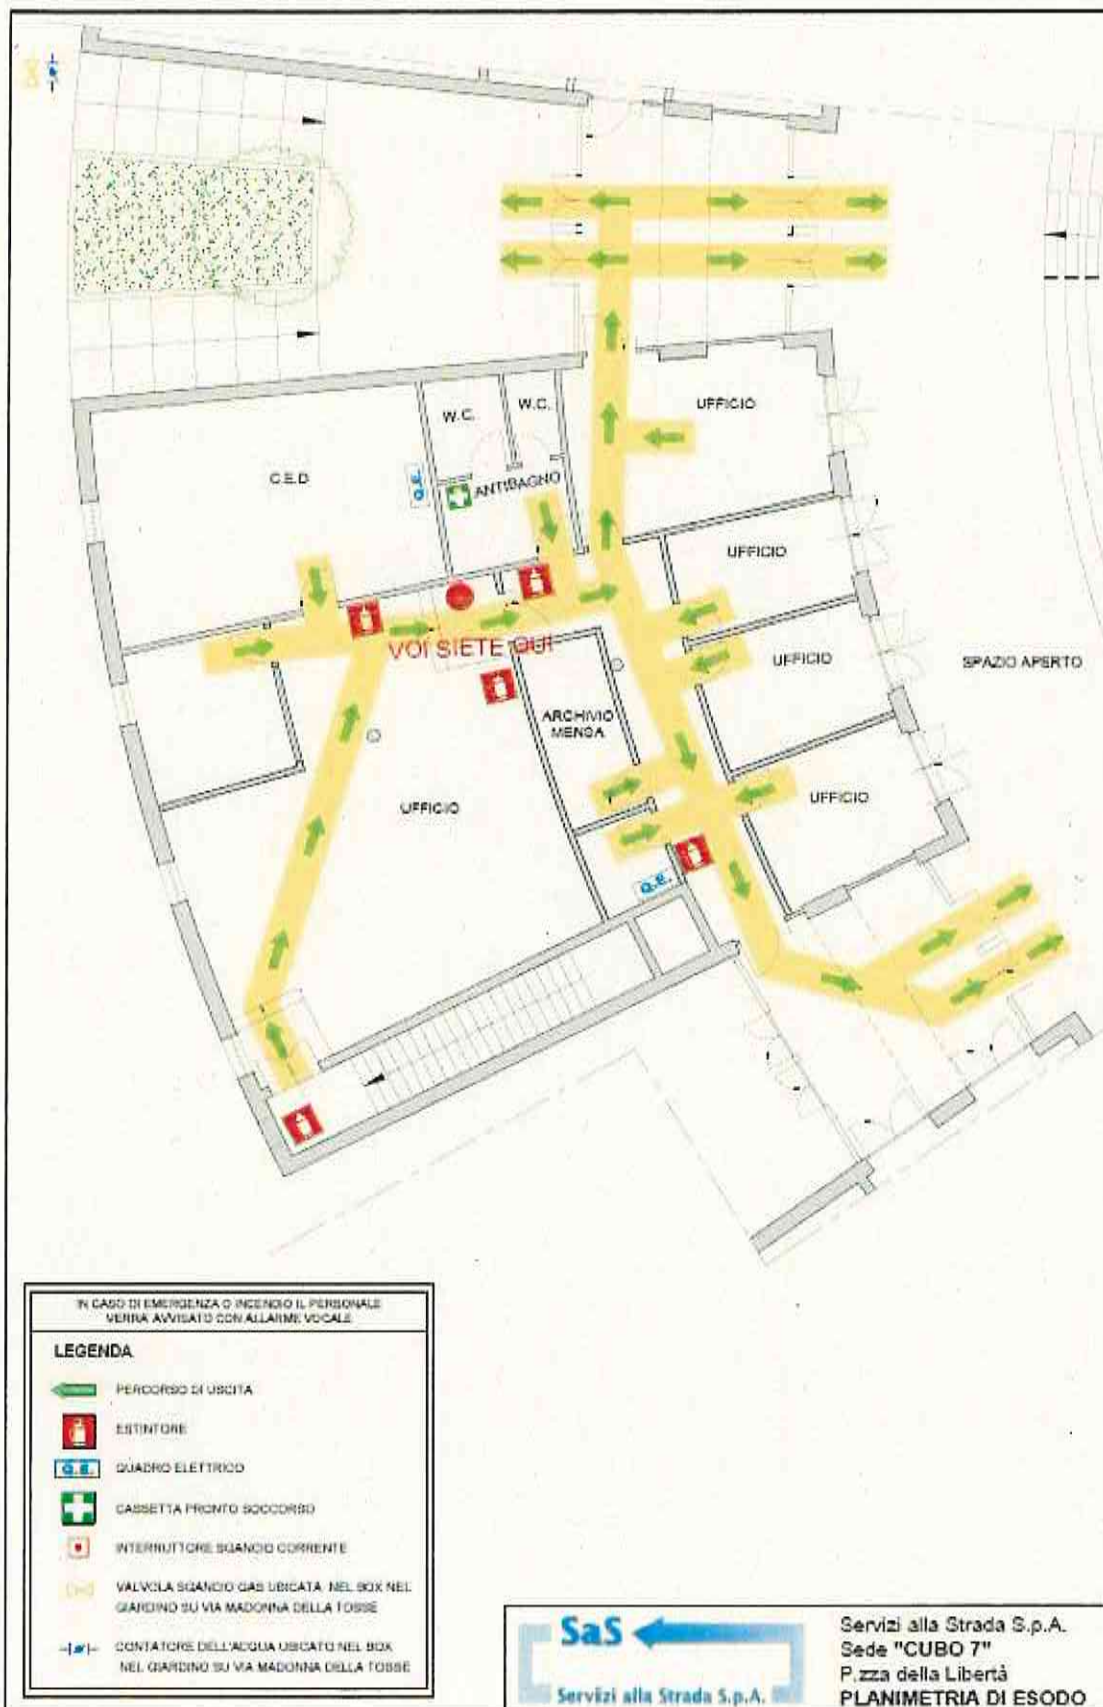 W.C.
W.C.
UFFICIO
C.E.D
Q.E.
ANTIBAGNO
UFFICIO
VOI SIETE QUI
UFFICIO
SPAZIO APERTO
ARCHIVIO
MENSA
UFFICIO
UFFICIO
Q.E.
IN CASO DI EMERGENZA O INCENDIO IL PERSONALE
VERRA AVVISATO CON ALLARME VOCALE
LEGENDA
PERCORSO DI USCITA
ESTINTORE
Q.E. QUADRO ELETTRICO
CASSETTA PRONTO SOCCORSO
INTERRUTTORE SGANCIO CORRENTE
VALVOLA SGANCIO GAS UBICATA NEL BOX NEL
GIARDINO SU VIA MADONNA DELLA TOSSE
CONTATORE DELL'ACQUA UBICATO NEL BOX
NEL GIARDINO SU VIA MADONNA DELLA TOSSE
SaS
Servizi alla Strada S.p.A.
Servizi alla Strada S.p.A.
Sede "CUBO 7"
P.zza della Libertà
PLANIMETRIA DI ESODO